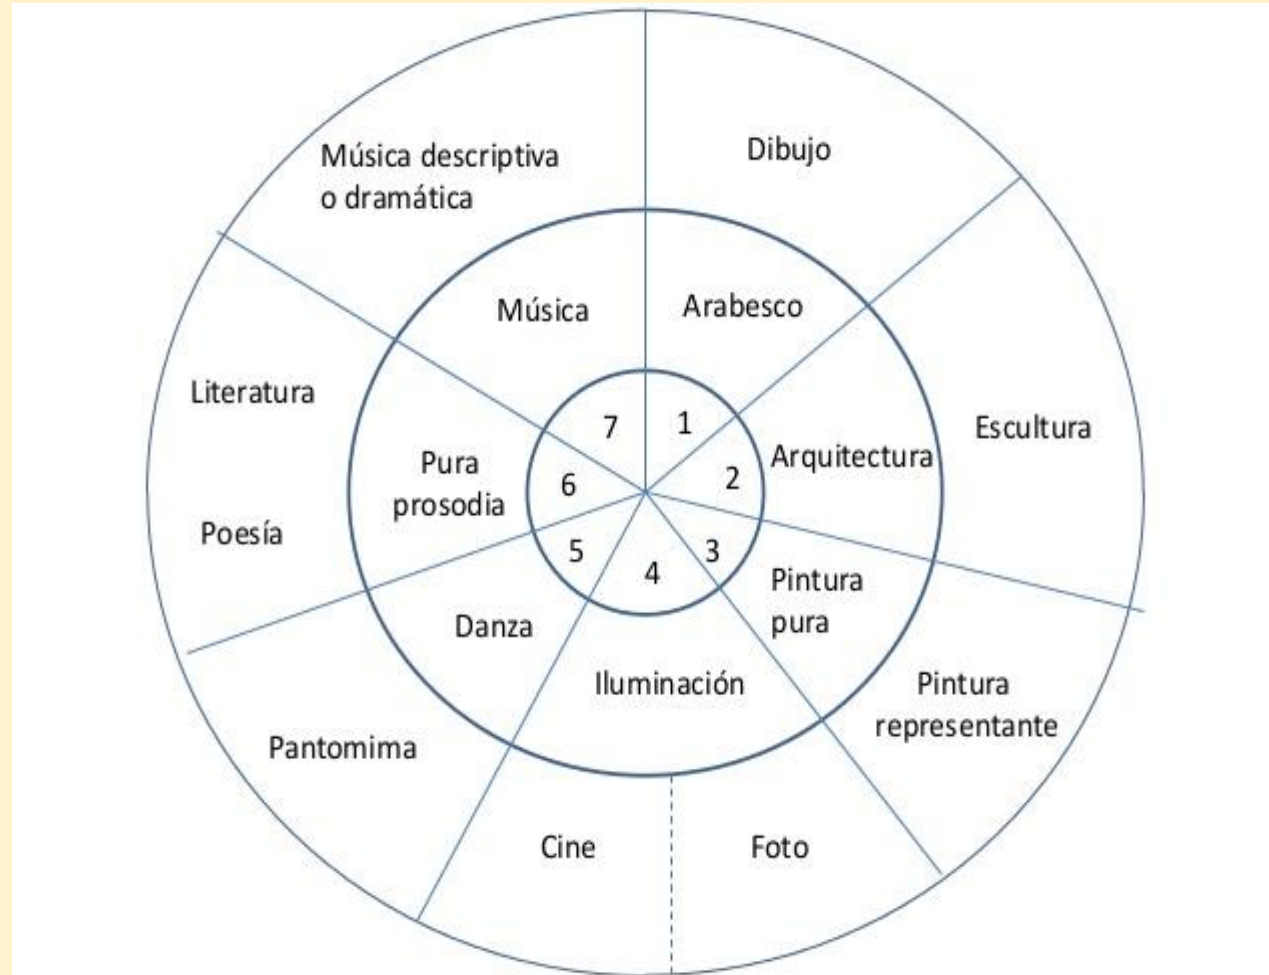 Música descriptiva
o dramática
Dibujo
Música
Arabesco
Literatura
Poesía
Pura
prosodia
7
1
6
2
5
3
4
Arquitectura
Escultura
Danza
Pintura
pura
Iluminación
Pantomima
Pintura
representante
Cine
Foto